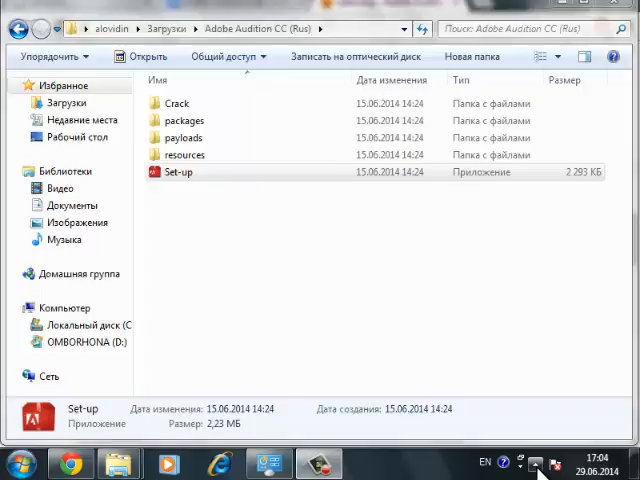 alovidin ▸ Загрузки ▸ Adobe Audition CC (Rus) ▸
Поиск: Adobe Audition CC (Rus)
Упорядочить ▾ Открыть Общий доступ ▾ Записать на оптический диск Новая папка
Имя Дата изменения Тип Размер
Избранное
Загрузки
Недавние места
Рабочий стол
Библиотеки
Видео
Документы
Изображения
Музыка
Домашняя группа
Компьютер
Локальный диск (C
OMBORHONA (D:)
Сеть
Crack 15.06.2014 14:24 Папка с файлами
packages 15.06.2014 14:24 Папка с файлами
payloads 15.06.2014 14:24 Папка с файлами
resources 15.06.2014 14:24 Папка с файлами
Set-up 15.06.2014 14:24 Приложение 2 293 КБ
Set-up Дата изменения: 15.06.2014 14:24 Дата создания: 15.06.2014 14:24
Приложение Размер: 2,23 МБ
EN 17:04
29.06.2014